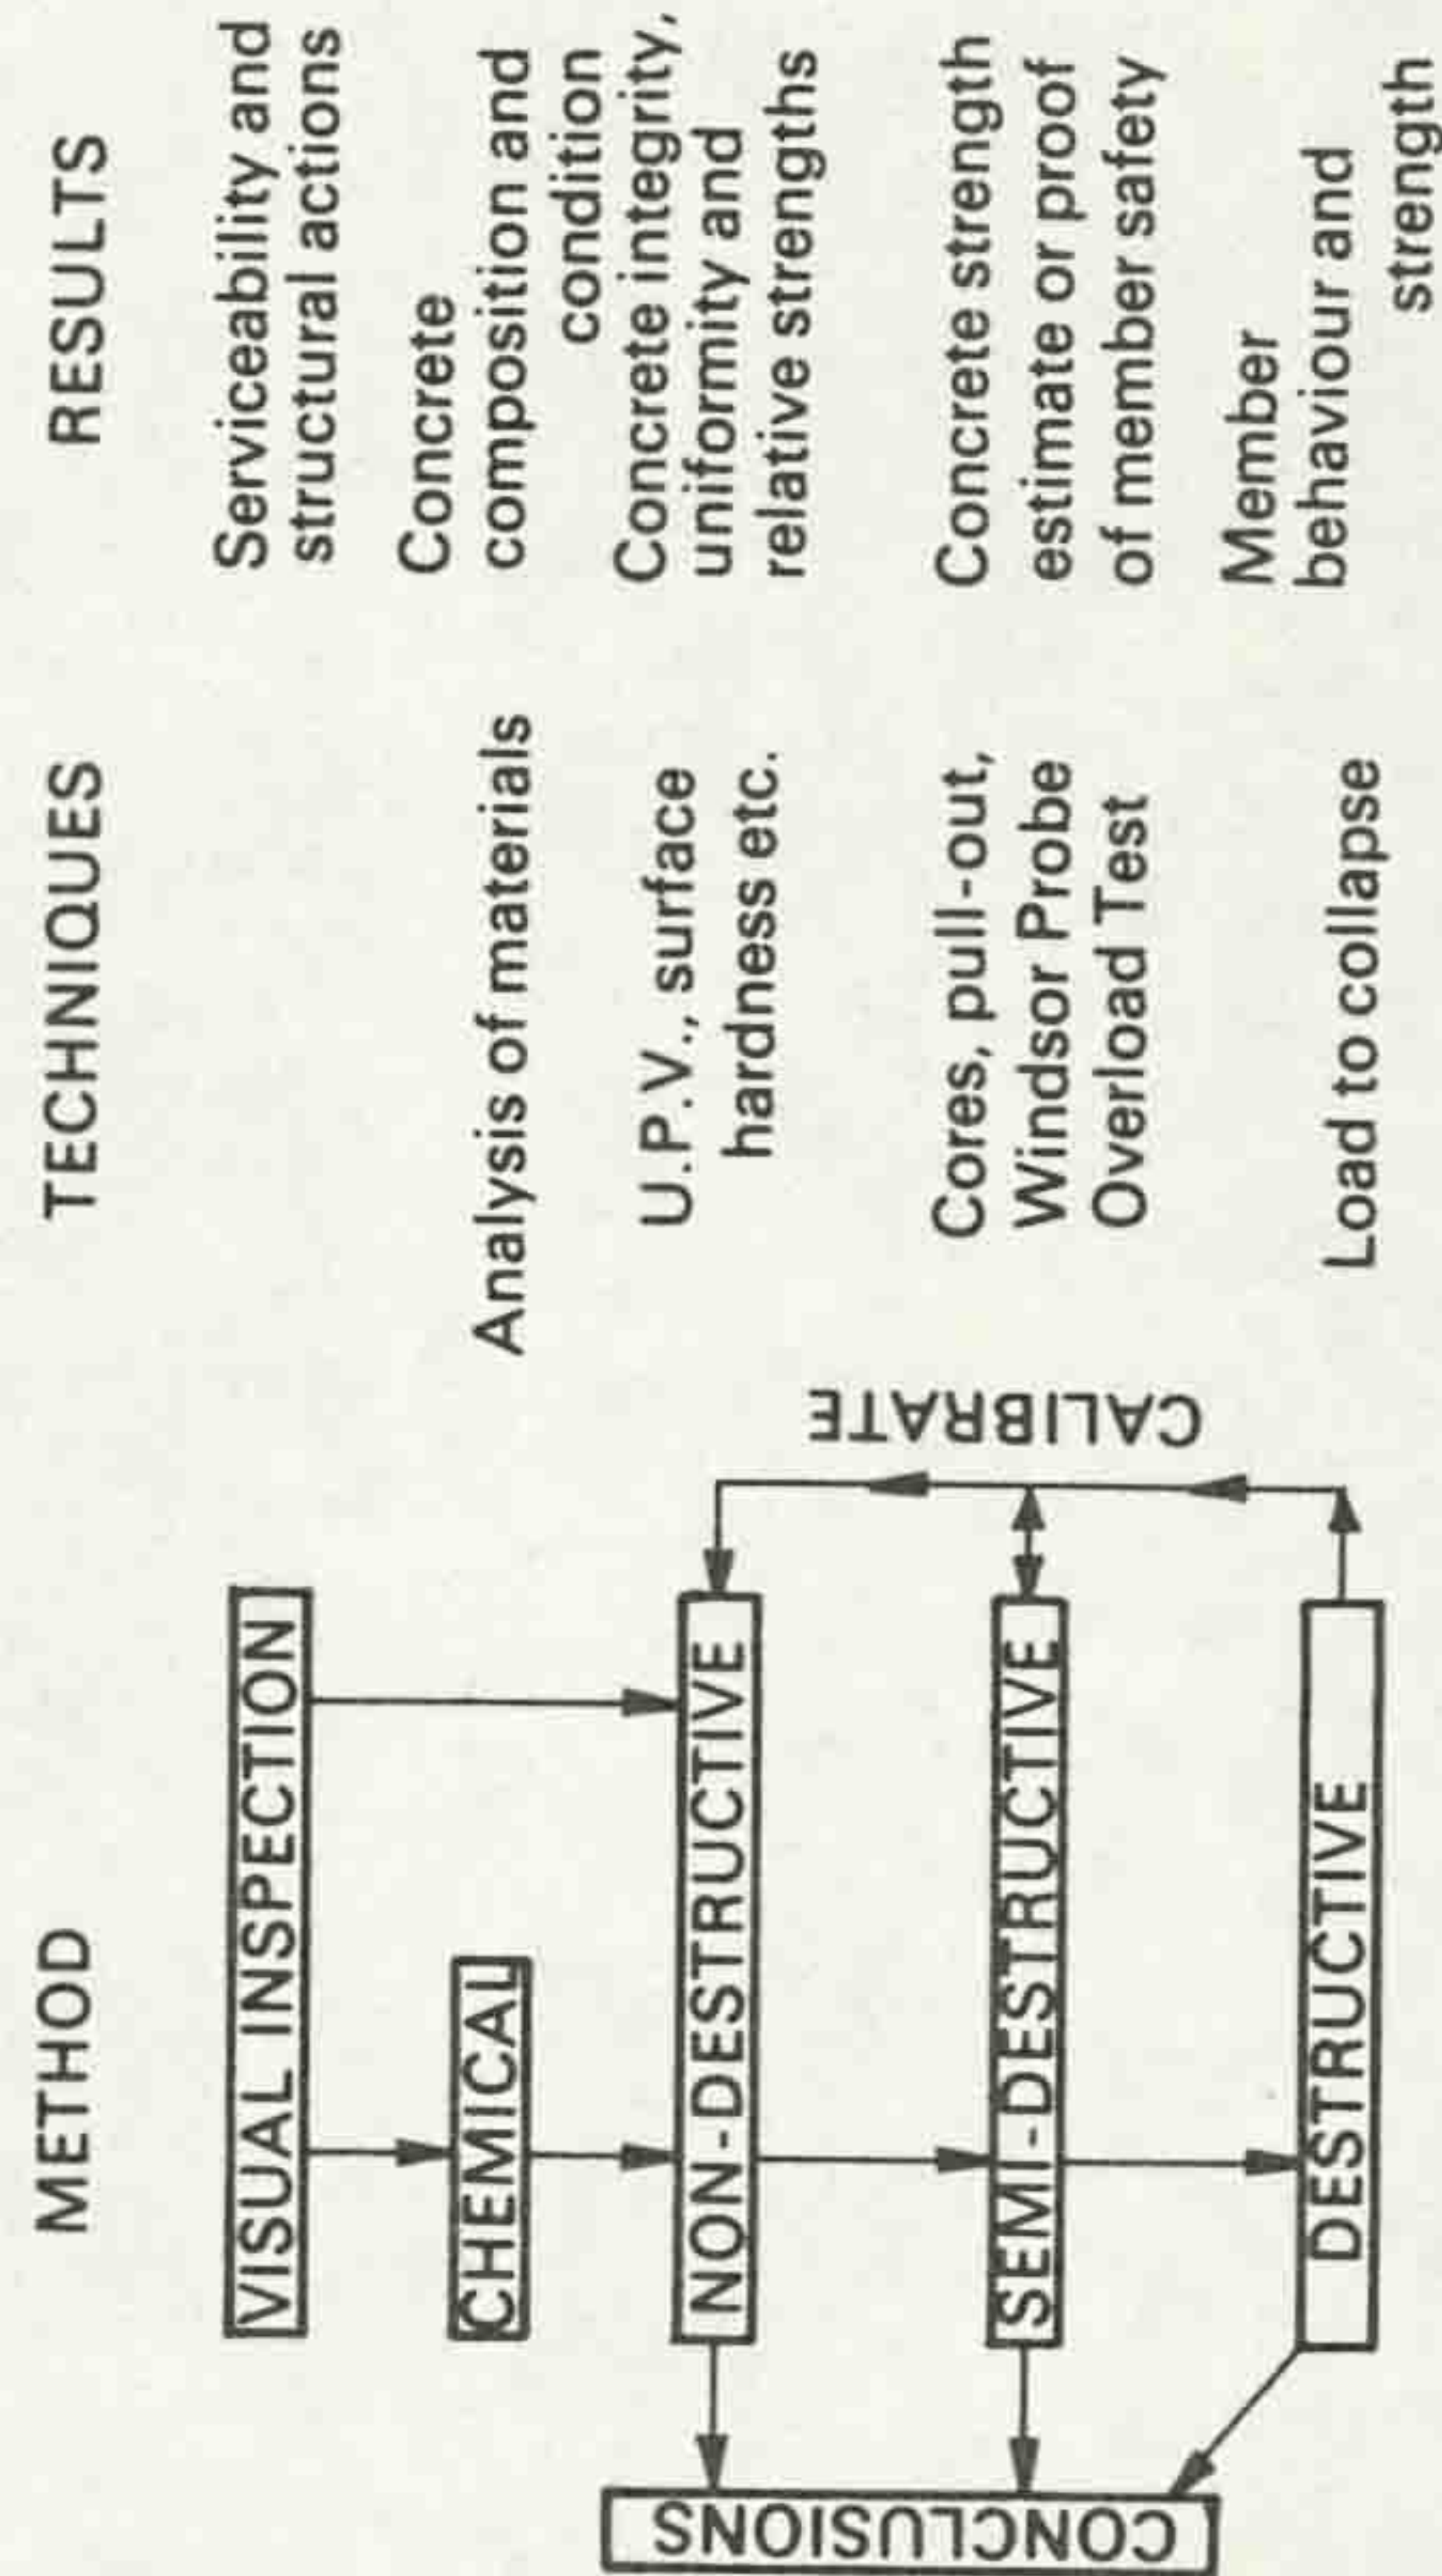 METHOD
TECHNIQUES
RESULTS
VISUAL INSPECTION
Serviceability and
structural actions
CHEMICAL
Analysis of materials
Concrete
composition and
condition
NON-DESTRUCTIVE
U.P.V., surface
hardness etc.
Concrete integrity,
uniformity and
relative strengths
CONCLUSIONS
CALIBRATE
SEMI-DESTRUCTIVE
Cores, pull-out,
Windsor Probe
Overload Test
Concrete strength
estimate or proof
of member safety
DESTRUCTIVE
Load to collapse
Member
behaviour and
strength